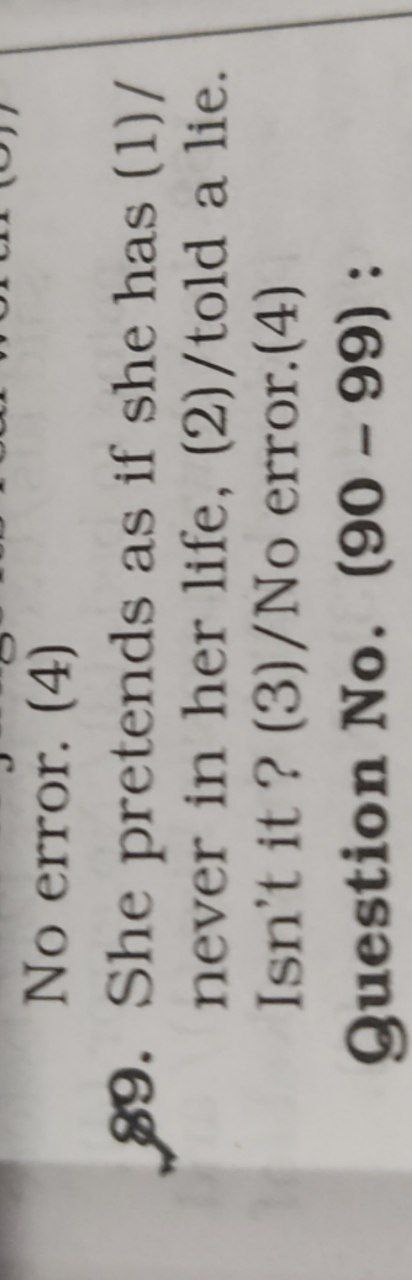 No error. (4)
89. She pretends as if she has (1)/
never in her life, (2)/told a lie.
Isn't it ? (3)/No error.(4)
Question No. (90 – 99) :